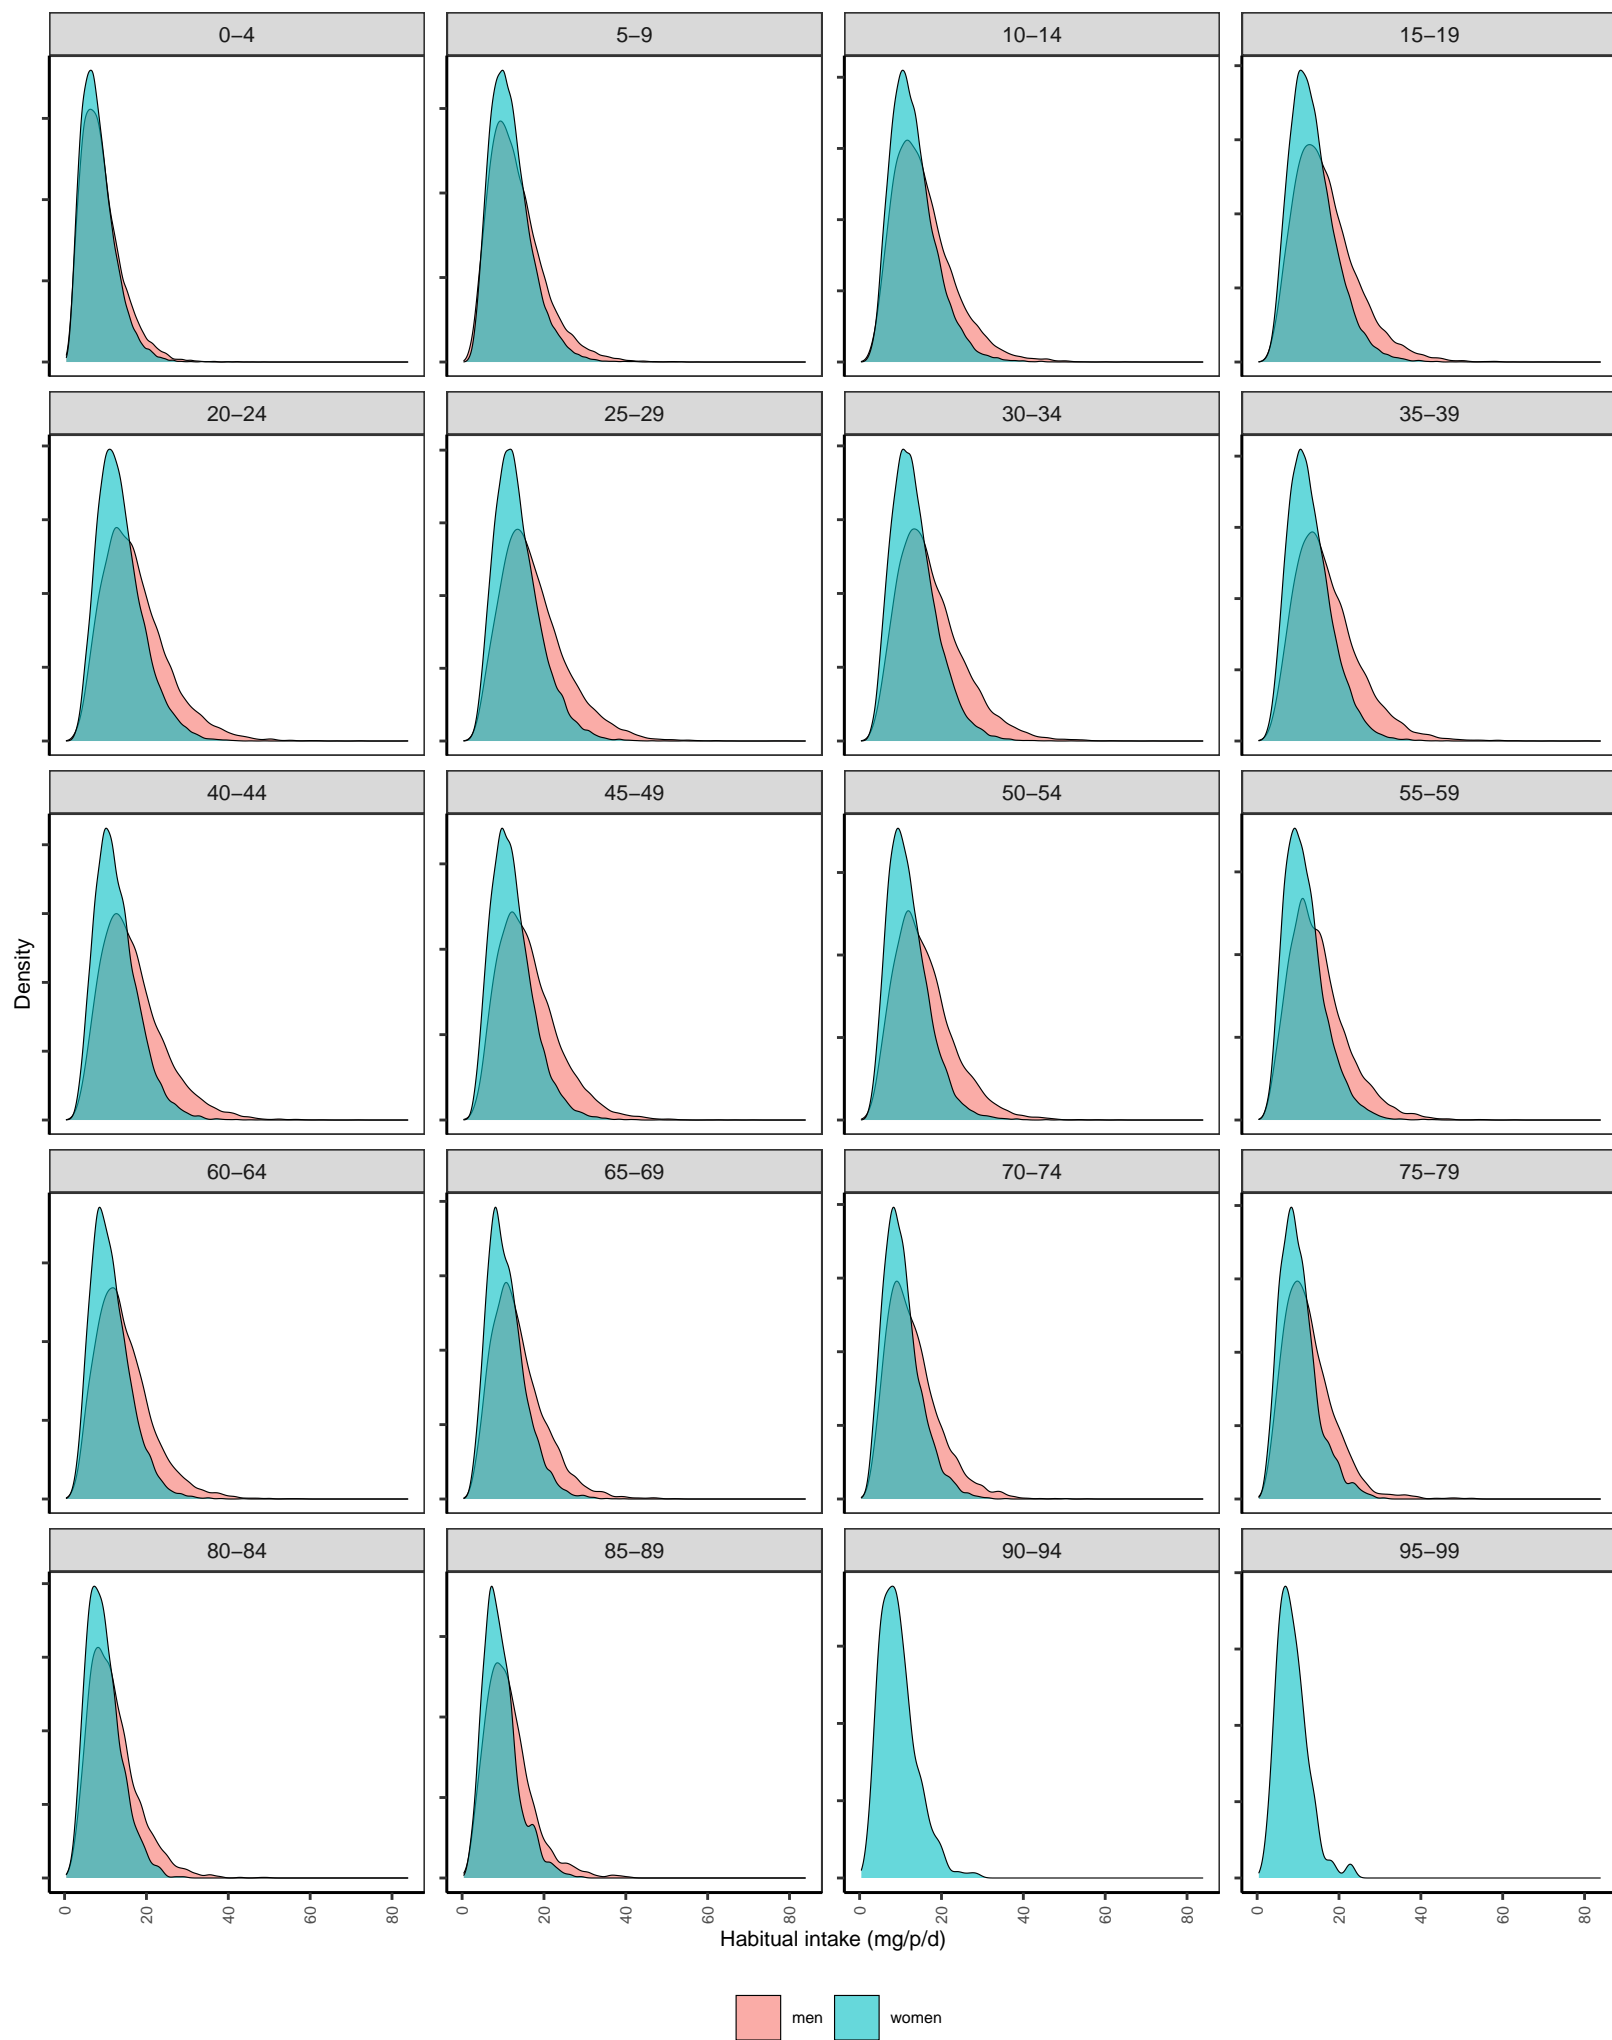 0–4 5–9 10–14 15–19
20–24 25–29 30–34 35–39
40–44 45–49 50–54 55–59
Density
60–64 65–69 70–74 75–79
80–84 85–89 90–94 95–99
0 20 40 60 80 0 20 40 60 80 0 20 40 60 80 0 20 40 60 80
Habitual intake (mg/p/d)
men women